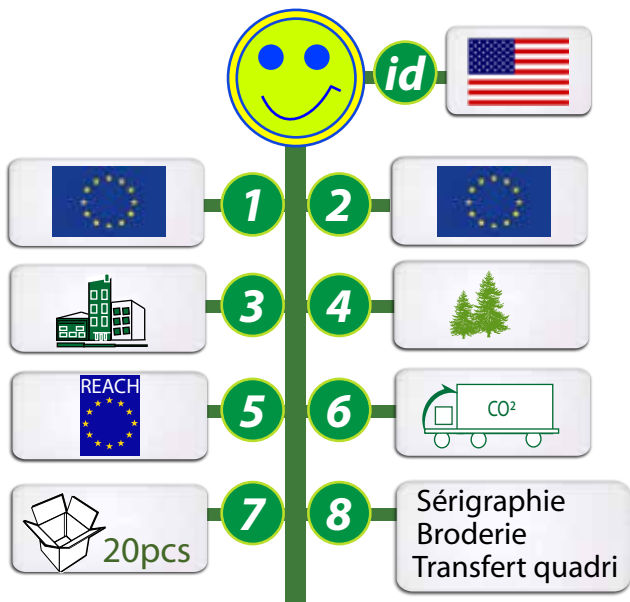 id
1
2
3
4
REACH
5
6
CO²
7
20pcs
8
Sérigraphie
Broderie
Transfert quadri